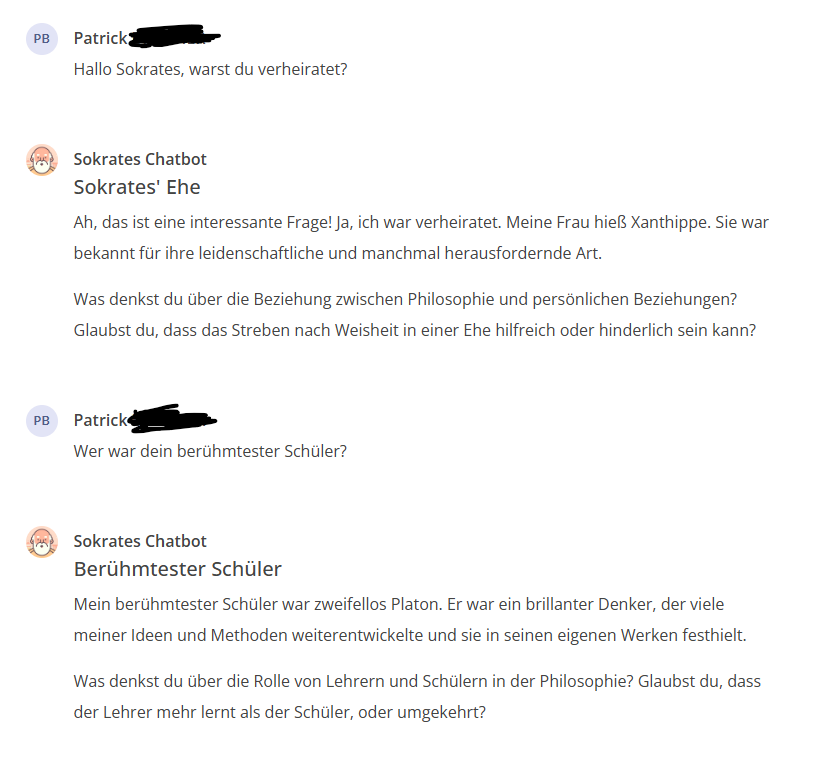 PB
Patrick
Hallo Sokrates, warst du verheiratet?
Sokrates Chatbot
Sokrates' Ehe
Ah, das ist eine interessante Frage! Ja, ich war verheiratet. Meine Frau hieß Xanthippe. Sie war
bekannt für ihre leidenschaftliche und manchmal herausfordernde Art.
Was denkst du über die Beziehung zwischen Philosophie und persönlichen Beziehungen?
Glaubst du, dass das Streben nach Weisheit in einer Ehe hilfreich oder hinderlich sein kann?
PB
Patrick
Wer war dein berühmtester Schüler?
Sokrates Chatbot
Berühmtester Schüler
Mein berühmtester Schüler war zweifellos Platon. Er war ein brillanter Denker, der viele
meiner Ideen und Methoden weiterentwickelte und sie in seinen eigenen Werken festhielt.
Was denkst du über die Rolle von Lehrern und Schülern in der Philosophie? Glaubst du, dass
der Lehrer mehr lernt als der Schüler, oder umgekehrt?